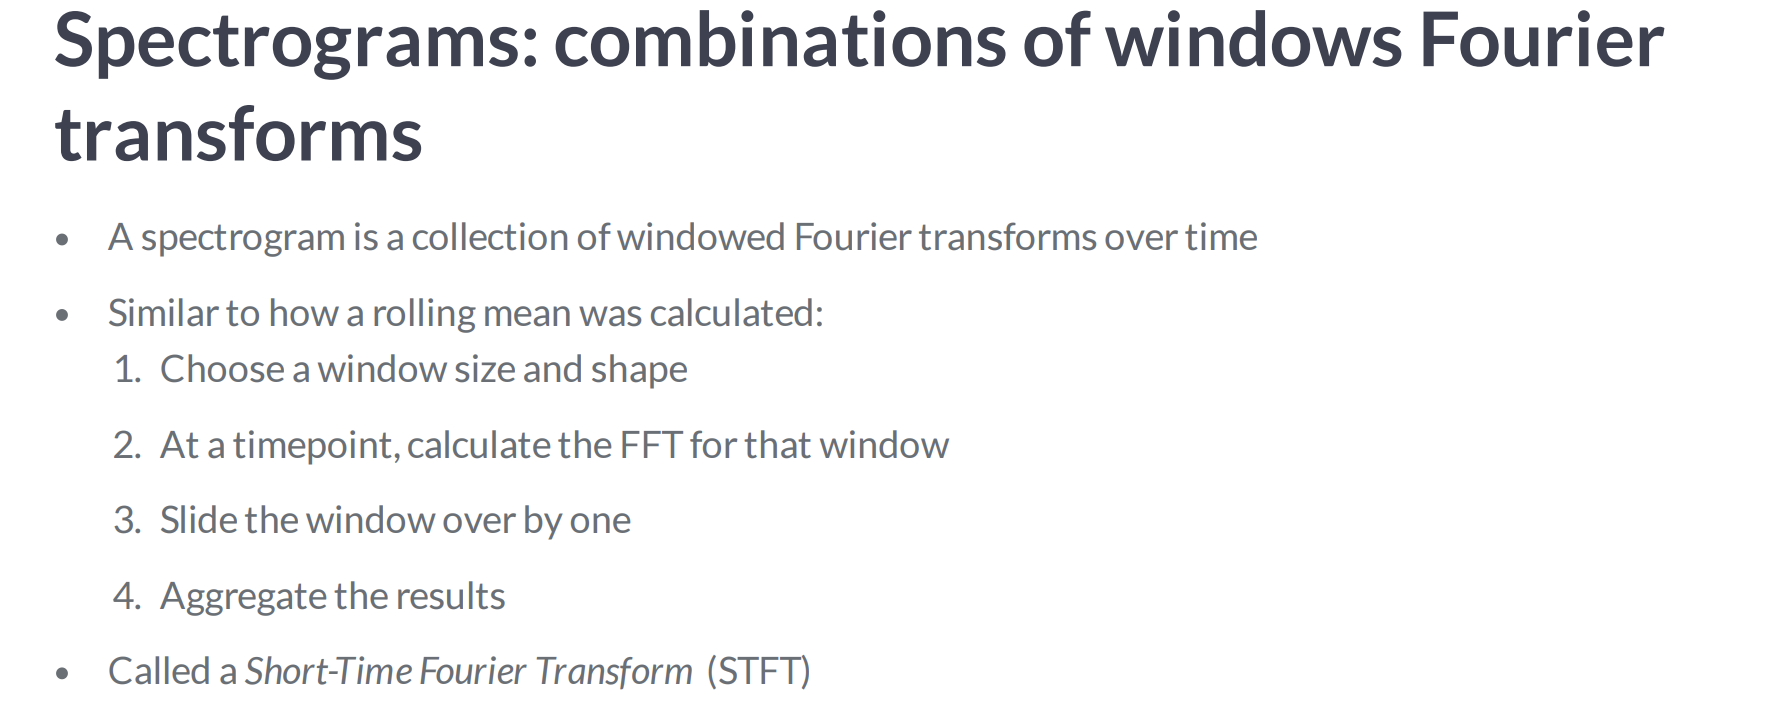 Spectrograms: combinations of windows Fourier
transforms
• A spectrogram is a collection of windowed Fourier transforms over time
• Similar to how a rolling mean was calculated:
1. Choose a window size and shape
2. At a timepoint, calculate the FFT for that window
3. Slide the window over by one
4. Aggregate the results
• Called a Short-Time Fourier Transform (STFT)